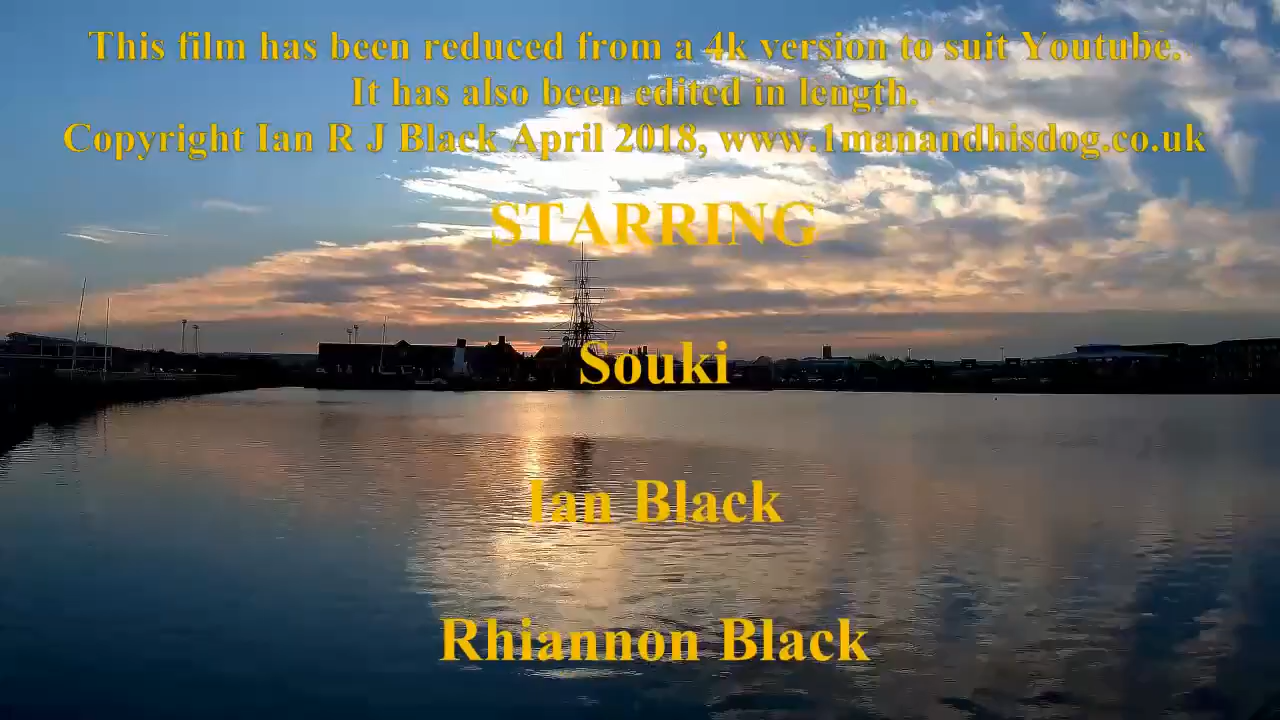 This film has been reduced from a 4k version to suit Youtube.
It has also been edited in length.
Copyright Ian R J Black April 2018, www.1manandhisdog.co.uk
STARRING
Souki
Ian Black
Rhiannon Black